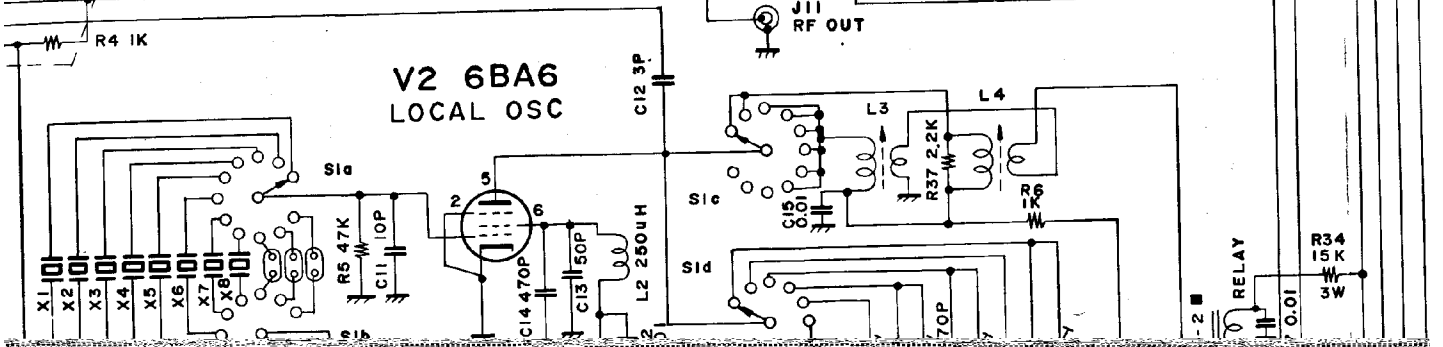 J11
RF OUT
R4 1K
V2 6BA6
LOCAL OSC
C12 3P
L3
L4
S1a
5
2
6
S1c
R37 2.2K
R6
1K
C15
0.01
R5 47K
C11 10P
C14 470P
C13 50P
L2 250UH
S1d
X1
X2
X3
X4
X5
X6
X7
X8
S1b
70P
RELAY
R34
15K
3W
0.01
-2
2